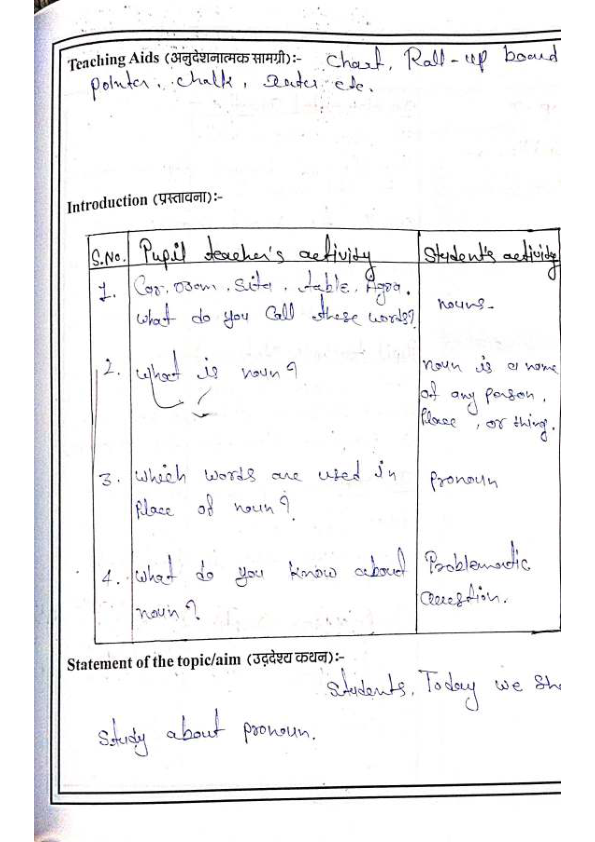 Teaching Aids (अनुदेशनात्मक सामग्री):- Chart, Roll-up board
pointer, chalk, duster etc.
Introduction (प्रस्तावना):-
S.No. Pupil teacher's activity Student's activity
1. Car, Sita, table, Agra. nouns.
What do you Call these words?
2. What is noun? noun is a name
of any person,
Place, or thing.
3. Which words are used in pronoun
Place of noun?
4. What do you know about Problematic
noun? Question.
Statement of the topic/aim (उद्देश्य कथन):-
Students, Today we sh
Study about pronoun.